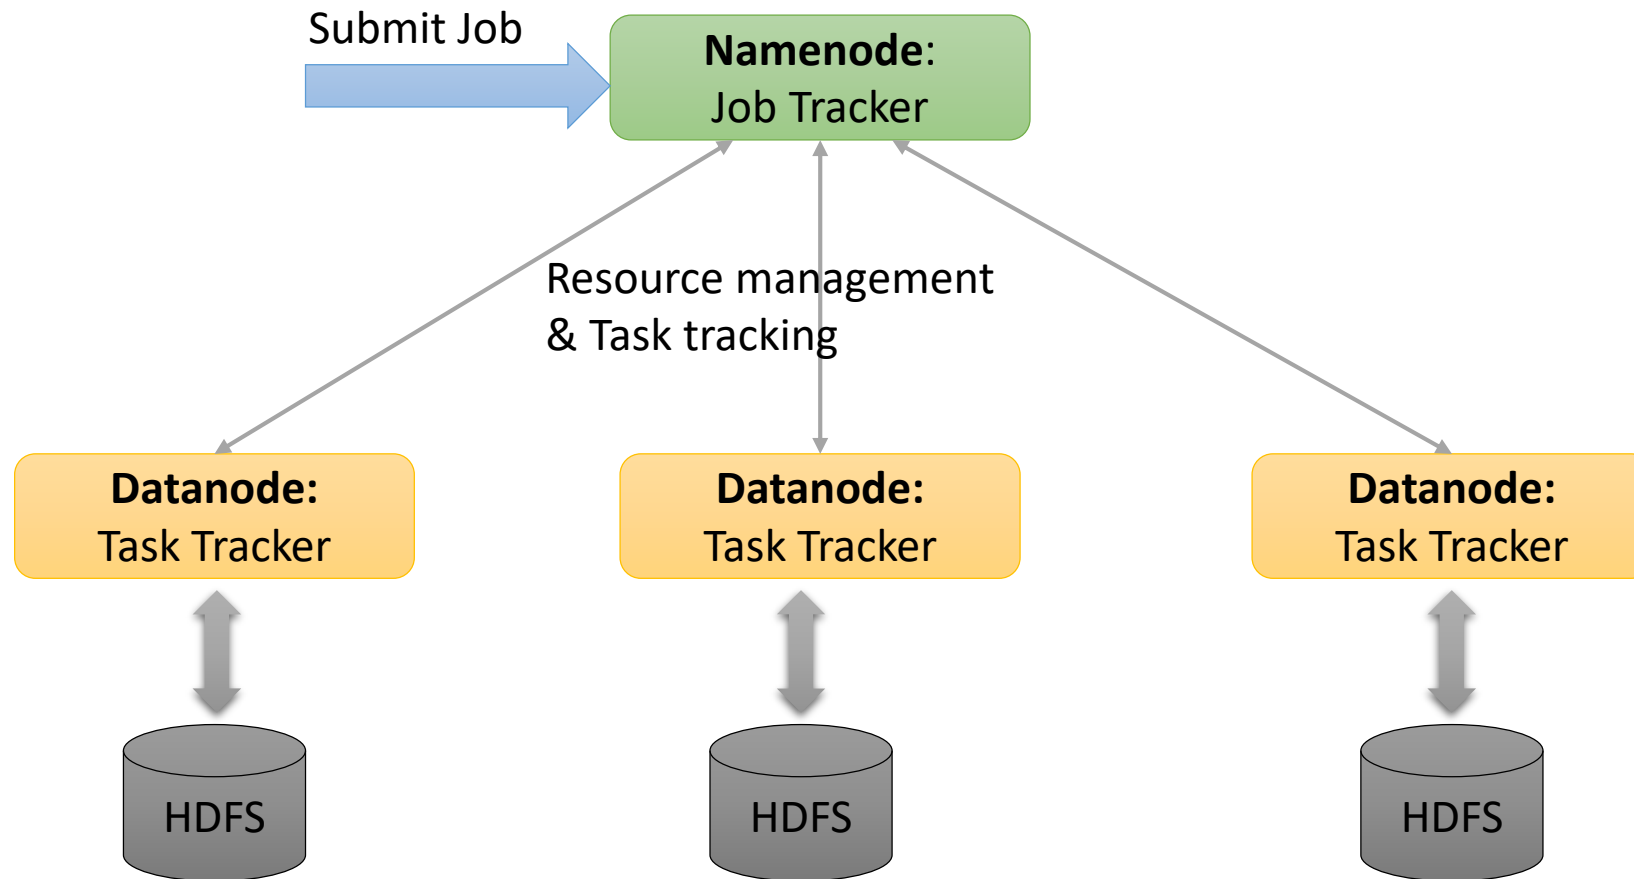 Submit Job
Namenode:
Job Tracker
Resource management
& Task tracking
Datanode:
Task Tracker
Datanode:
Task Tracker
Datanode:
Task Tracker
HDFS
HDFS
HDFS